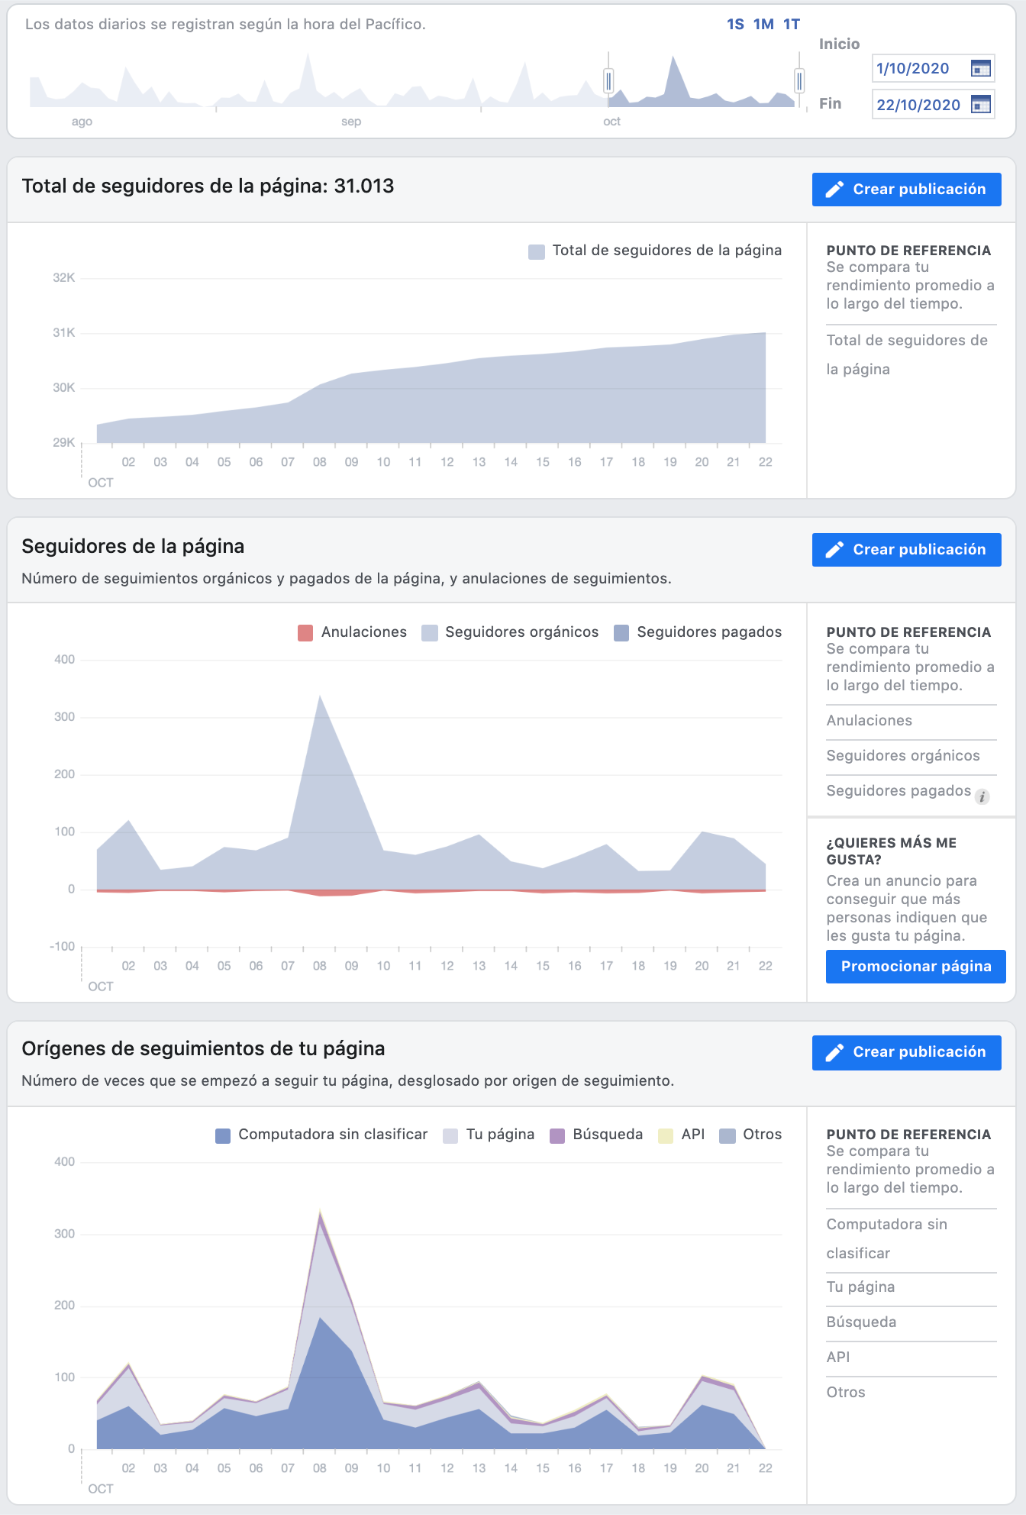 Los datos diarios se registran según la hora del Pacífico.
1S 1M 1T
Inicio
1/10/2020
Fin
22/10/2020
ago sep oct
Total de seguidores de la página: 31.013
Crear publicación
Total de seguidores de la página
32K
31K
30K
29K
02 03 04 05 06 07 08 09 10 11 12 13 14 15 16 17 18 19 20 21 22
OCT
PUNTO DE REFERENCIA
Se compara tu
rendimiento promedio a
lo largo del tiempo.
Total de seguidores de
la página
Seguidores de la página
Número de seguimientos orgánicos y pagados de la página, y anulaciones de seguimientos.
Crear publicación
Anulaciones Seguidores orgánicos Seguidores pagados
400
300
200
100
0
-100
02 03 04 05 06 07 08 09 10 11 12 13 14 15 16 17 18 19 20 21 22
OCT
PUNTO DE REFERENCIA
Se compara tu
rendimiento promedio a
lo largo del tiempo.
Anulaciones
Seguidores orgánicos
Seguidores pagados i
¿QUIERES MÁS ME
GUSTA?
Crea un anuncio para
conseguir que más
personas indiquen que
les gusta tu página.
Promocionar página
Orígenes de seguimientos de tu página
Número de veces que se empezó a seguir tu página, desglosado por origen de seguimiento.
Crear publicación
Computadora sin clasificar Tu página Búsqueda API Otros
400
300
200
100
0
02 03 04 05 06 07 08 09 10 11 12 13 14 15 16 17 18 19 20 21 22
OCT
PUNTO DE REFERENCIA
Se compara tu
rendimiento promedio a
lo largo del tiempo.
Computadora sin
clasificar
Tu página
Búsqueda
API
Otros